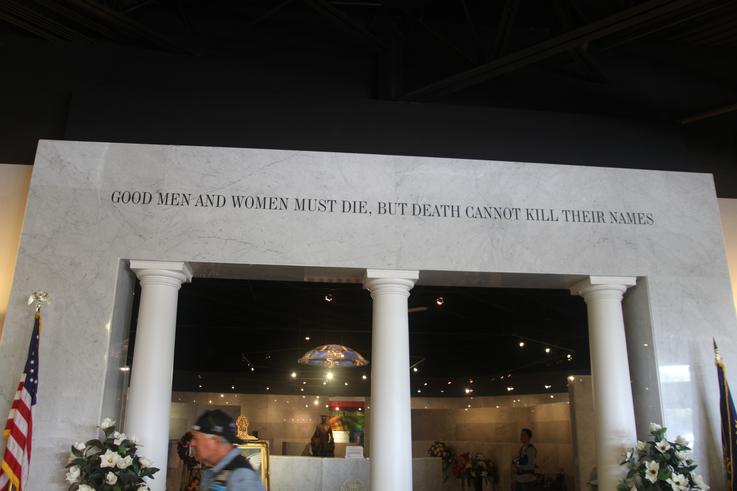 GOOD MEN AND WOMEN MUST DIE, BUT DEATH CANNOT KILL THEIR NAMES